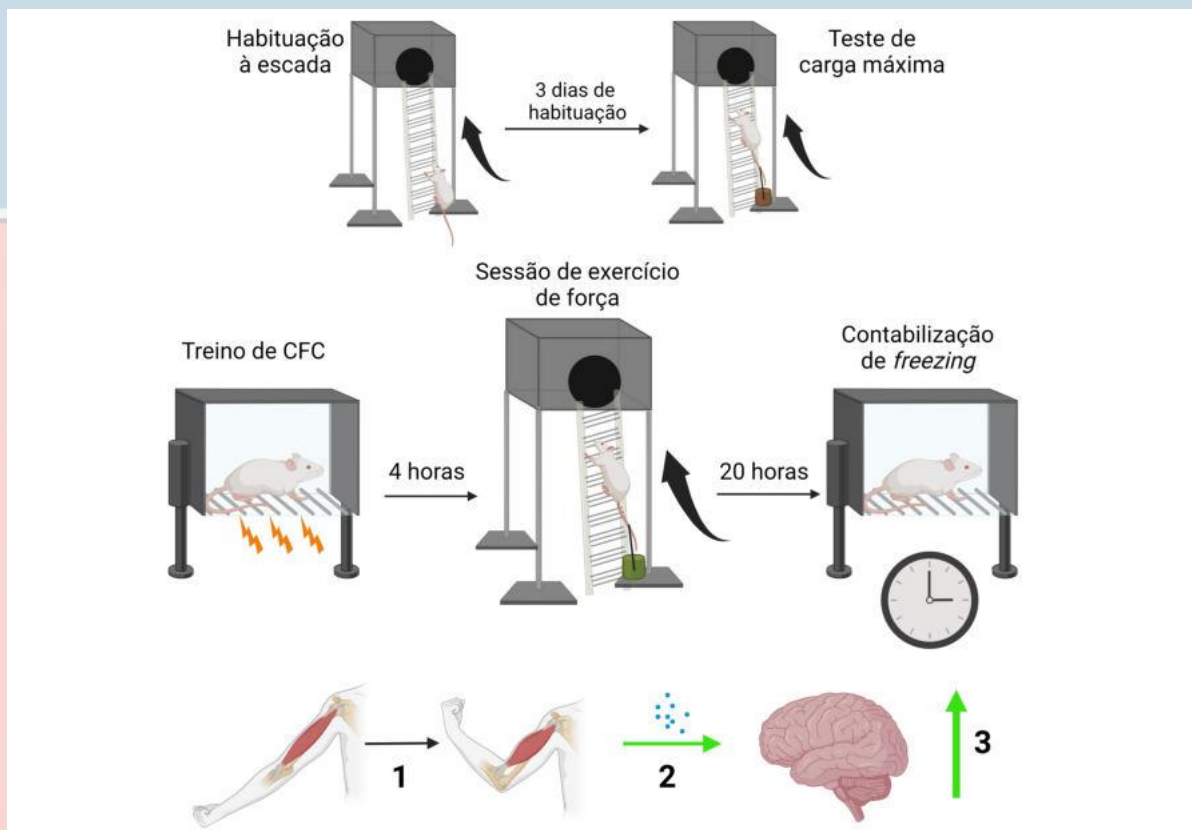 Habituação
à escada
3 dias de
habituação
Teste de
carga máxima
Treino de CFC
4 horas
Sessão de exercício
de força
20 horas
Contabilização
de freezing
1
2
3